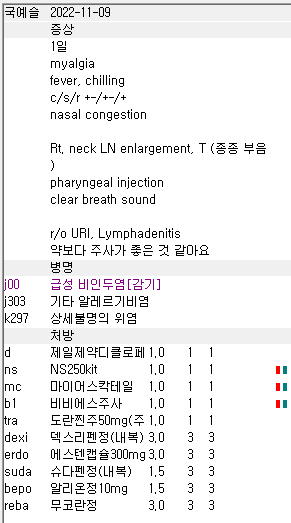 국예슬 2022-11-09
증상
1일
myalgia
fever, chilling
c/s/r +-/+-/+
nasal congestion
Rt, neck LN enlargement, T (종종 부음
)
pharyngeal injection
clear breath sound
r/o URI, Lymphadenitis
약보다 주사가 좋은 것 같아요
병명
j00 급성 비인두염[감기]
j303 기타 알레르기비염
k297 상세불명의 위염
처방
d 제일제약디클로페 1.0 1 1
ns NS250kit 1.0 1 1
mc 마이어스칵테일 1.0 1 1
b1 비비에스주사 1.0 1 1
tra 도란찐주50mg(주 1.0 1 1
dexi 덱스리펜정(내복) 3.0 3 3
erdo 에스텐캡슐300mg 3.0 3 3
suda 슈다펜정(내복) 1.5 3 3
bepo 알리온정10mg 1.5 3 3
reba 무코란정 3.0 3 3